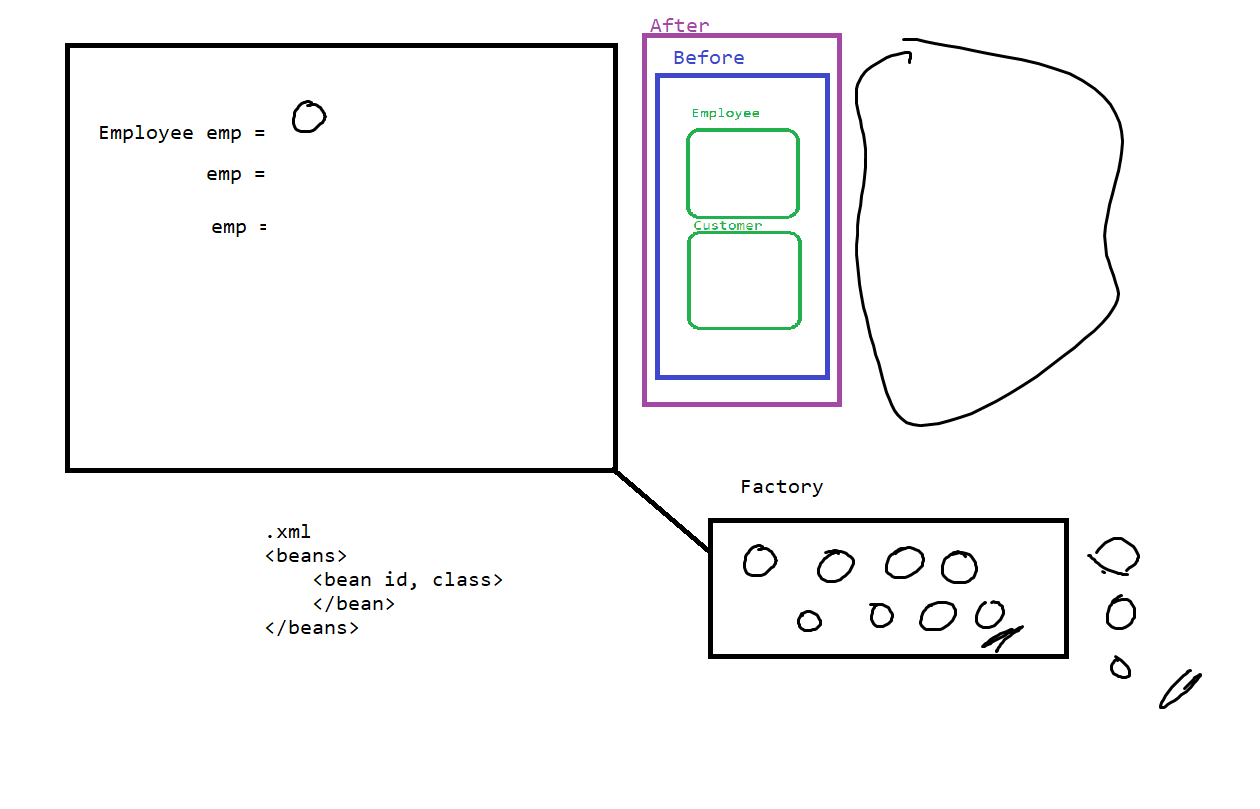 After
Before
Employee
Employee emp =
emp =
emp =
Customer
Factory
.xml
<beans>
<bean id, class>
</bean>
</beans>